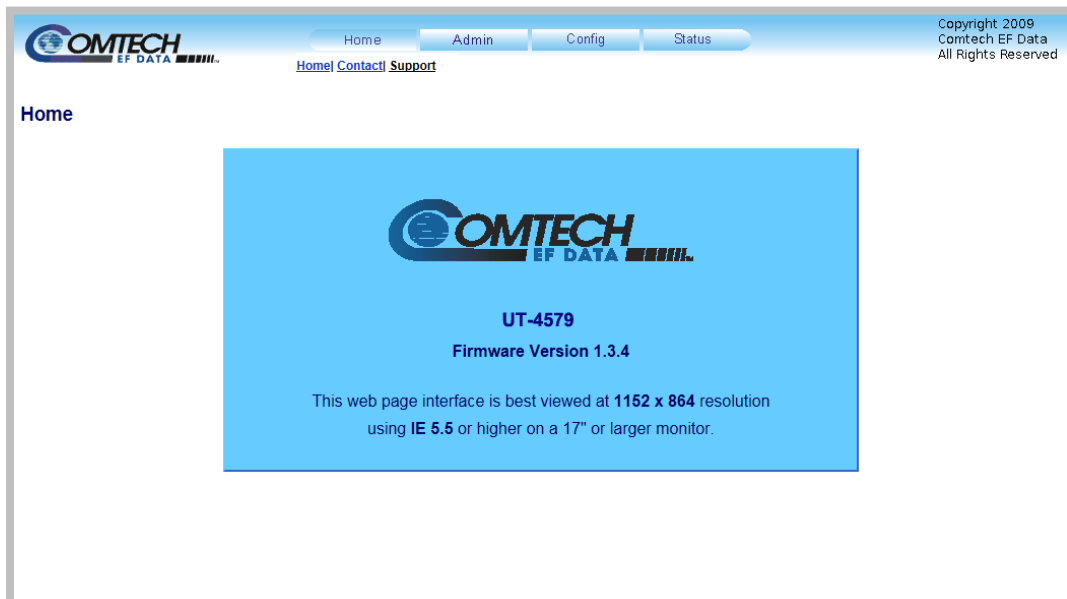 COMTECH
EF DATA
Home Admin Config Status
Home| Contact| Support
Copyright 2009
Comtech EF Data
All Rights Reserved
Home
COMTECH
EF DATA
UT-4579
Firmware Version 1.3.4
This web page interface is best viewed at 1152 x 864 resolution
using IE 5.5 or higher on a 17" or larger monitor.